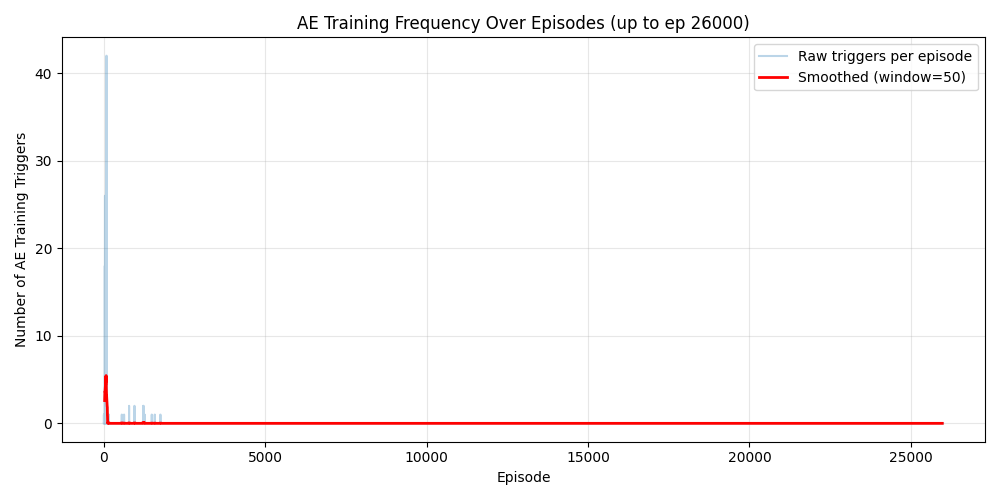 AE Training Frequency Over Episodes (up to ep 26000)
Raw triggers per episode
Smoothed (window=50)
Number of AE Training Triggers
40
30
20
10
0
0 5000 10000 15000 20000 25000
Episode